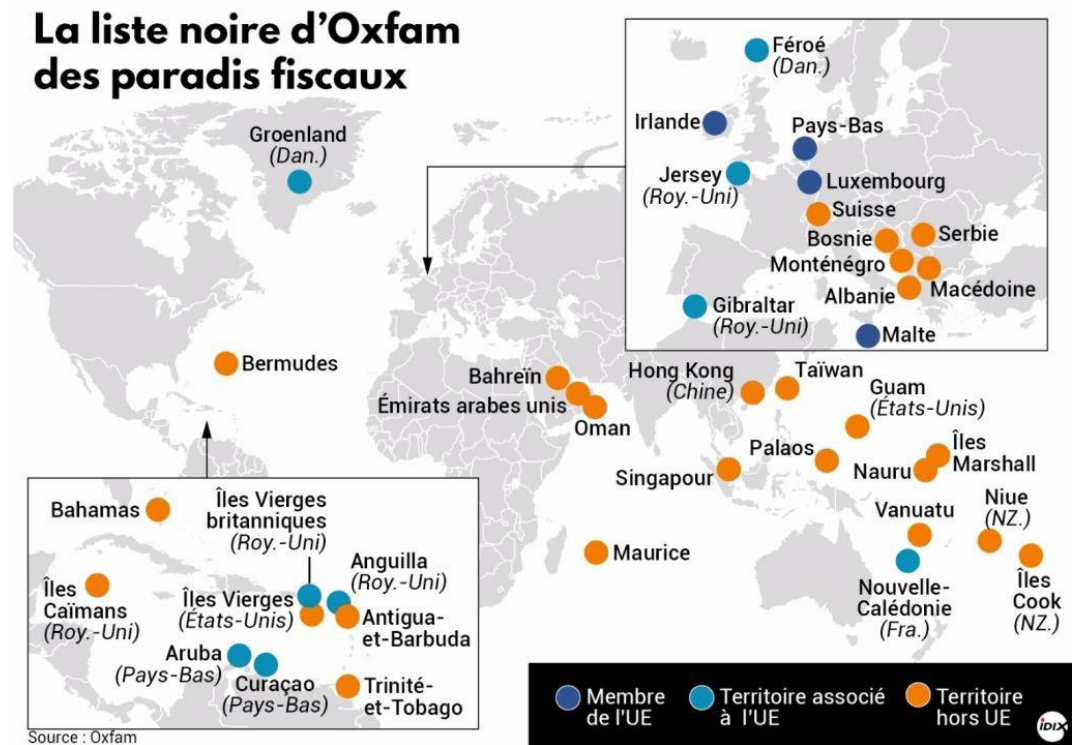 La liste noire d’Oxfam
des paradis fiscaux
Groenland
(Dan.)
Féroé
(Dan.)
Irlande
Pays-Bas
Jersey
(Roy.-Uni)
Luxembourg
Suisse
Bosnie
Serbie
Monténégro
Macédoine
Albanie
Gibraltar
(Roy.-Uni)
Malte
Bermudes
Bahreïn
Émirats arabes unis
Oman
Hong Kong
(Chine)
Taïwan
Guam
(États-Unis)
Palaos
Singapour
Nauru
Îles
Marshall
Vanuatu
Niue
(NZ.)
Maurice
Nouvelle-
Calédonie
(Fra.)
Îles
Cook
(NZ.)
Bahamas
Îles Vierges
britanniques
(Roy.-Uni)
Anguilla
(Roy.-Uni)
Îles
Caïmans
(Roy.-Uni)
Îles Vierges
(États-Unis)
Antigua-
et-Barbuda
Aruba
(Pays-Bas)
Curaçao
(Pays-Bas)
Trinité-
et-Tobago
Membre
de l'UE
Territoire associé
à l'UE
Territoire
hors UE
iDiX
Source : Oxfam